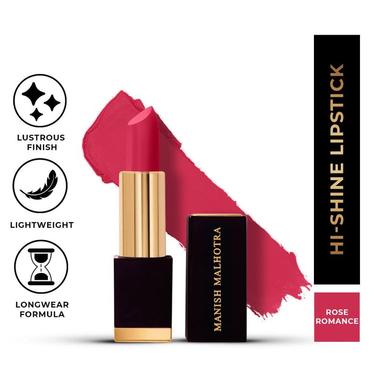 LUSTROUS
FINISH
LIGHTWEIGHT
LONGWEAR
FORMULA
MANISH MALHOTRA
HI-SHINE LIPSTICK
ROSE
ROMANCE